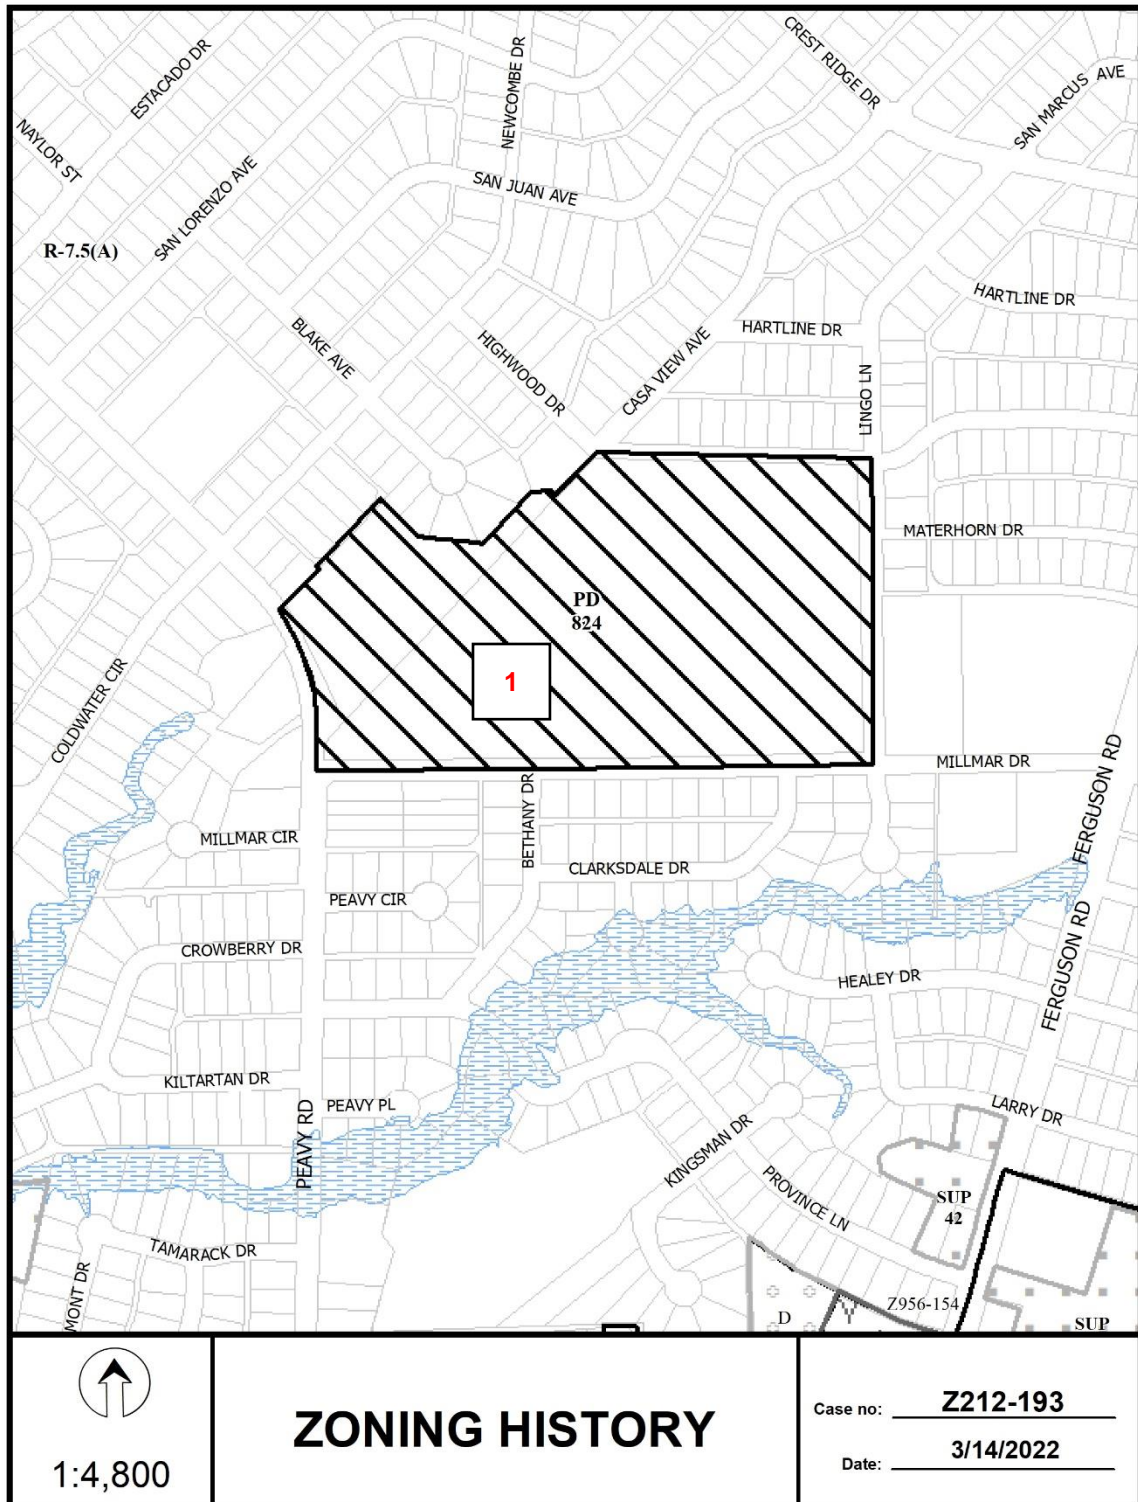 ESTACADO DR
NEWCOMBE DR
CREST RIDGE DR
SAN MARCUS AVE
NAYLOR ST
SAN LORENZO AVE
SAN JUAN AVE
R-7.5(A)
HARTLINE DR
HARTLINE DR
BLAKE AVE
HIGHWOOD DR
CASA VIEW AVE
LINGO LN
MATERHORN DR
PD
824
1
COLDWATER CIR
MILLMAR DR
FERGUSON RD
MILLMAR CIR
BETHANY DR
CLARKSDALE DR
PEAVY CIR
CROWBERRY DR
HEALEY DR
FERGUSON RD
KILTARTAN DR
PEAVY PL
PEAVY RD
LARRY DR
KINGSMAN DR
PROVINCE LN
SUP
42
TAMARACK DR
MONT DR
Z956-154
D
SUP
1:4,800
ZONING HISTORY
Case no: Z212-193
Date: 3/14/2022